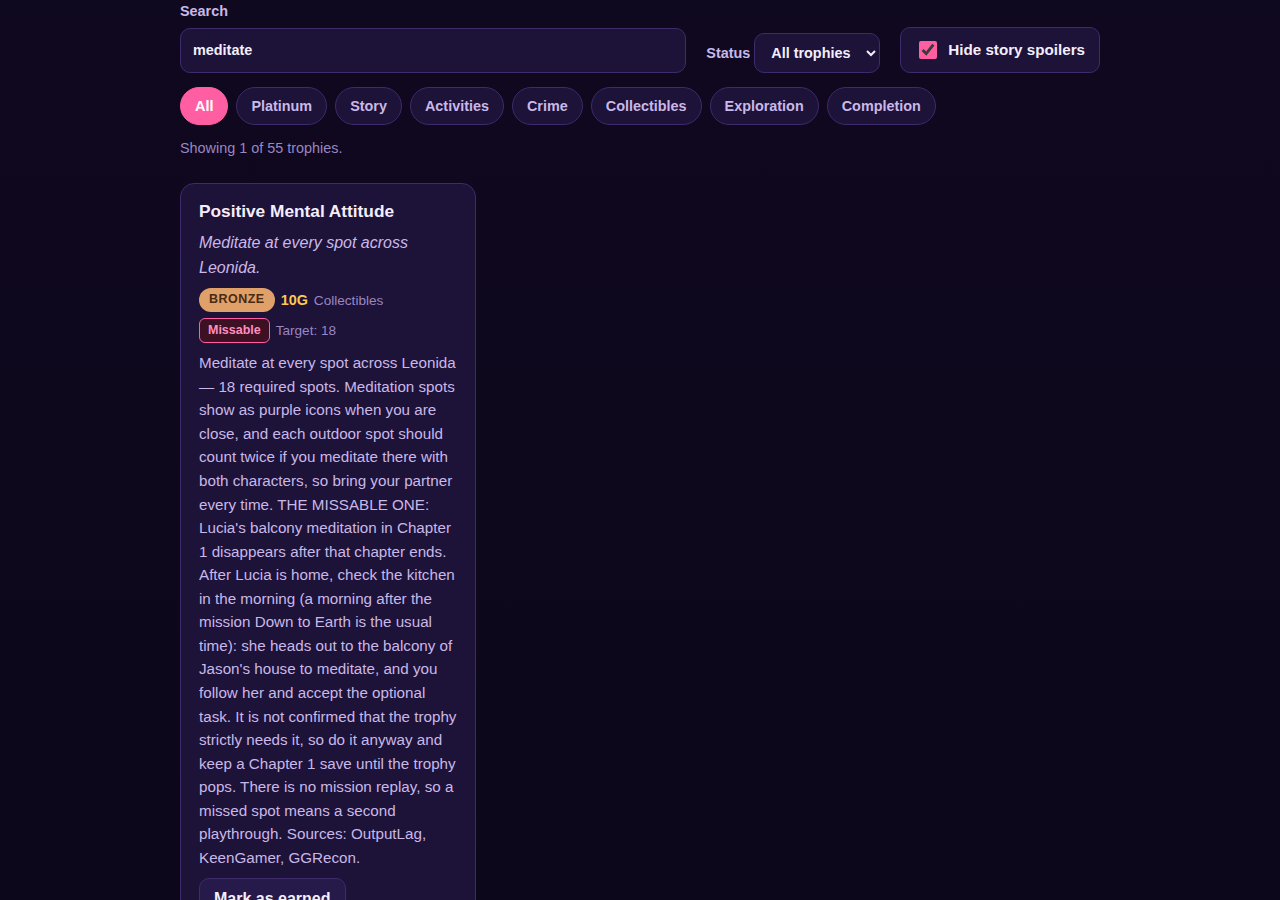 Search
meditate
Status All trophies
Hide story spoilers
All Platinum Story Activities Crime Collectibles Exploration Completion
Showing 1 of 55 trophies.
Positive Mental Attitude
Meditate at every spot across
Leonida.
BRONZE 10G Collectibles
Missable Target: 18
Meditate at every spot across Leonida
— 18 required spots. Meditation spots
show as purple icons when you are
close, and each outdoor spot should
count twice if you meditate there with
both characters, so bring your partner
every time. THE MISSABLE ONE:
Lucia's balcony meditation in Chapter
1 disappears after that chapter ends.
After Lucia is home, check the kitchen
in the morning (a morning after the
mission Down to Earth is the usual
time): she heads out to the balcony of
Jason's house to meditate, and you
follow her and accept the optional
task. It is not confirmed that the trophy
strictly needs it, so do it anyway and
keep a Chapter 1 save until the trophy
pops. There is no mission replay, so a
missed spot means a second
playthrough. Sources: OutputLag,
KeenGamer, GGRecon.
Mark as earned